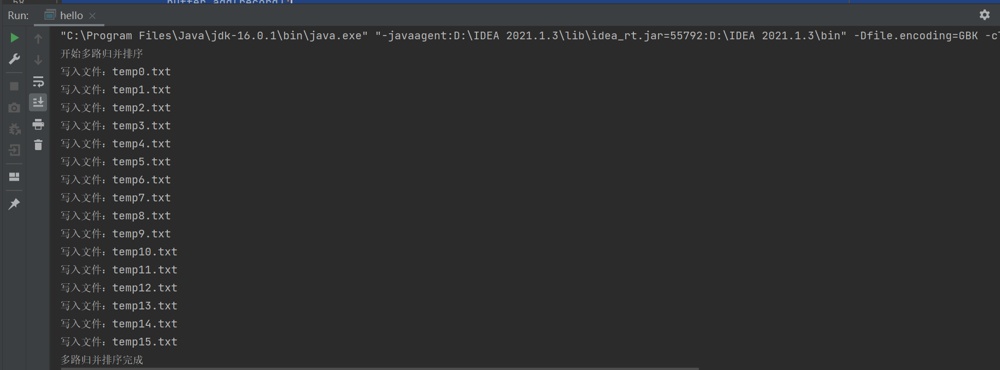 58
buffer.add(record);
Run: hello
"C:\Program Files\Java\jdk-16.0.1\bin\java.exe" "-javaagent:D:\IDEA 2021.1.3\lib\idea_rt.jar=55792:D:\IDEA 2021.1.3\bin" -Dfile.encoding=GBK -cl
开始多路归并排序
写入文件：temp0.txt
写入文件：temp1.txt
写入文件：temp2.txt
写入文件：temp3.txt
写入文件：temp4.txt
写入文件：temp5.txt
写入文件：temp6.txt
写入文件：temp7.txt
写入文件：temp8.txt
写入文件：temp9.txt
写入文件：temp10.txt
写入文件：temp11.txt
写入文件：temp12.txt
写入文件：temp13.txt
写入文件：temp14.txt
写入文件：temp15.txt
多路归并排序完成